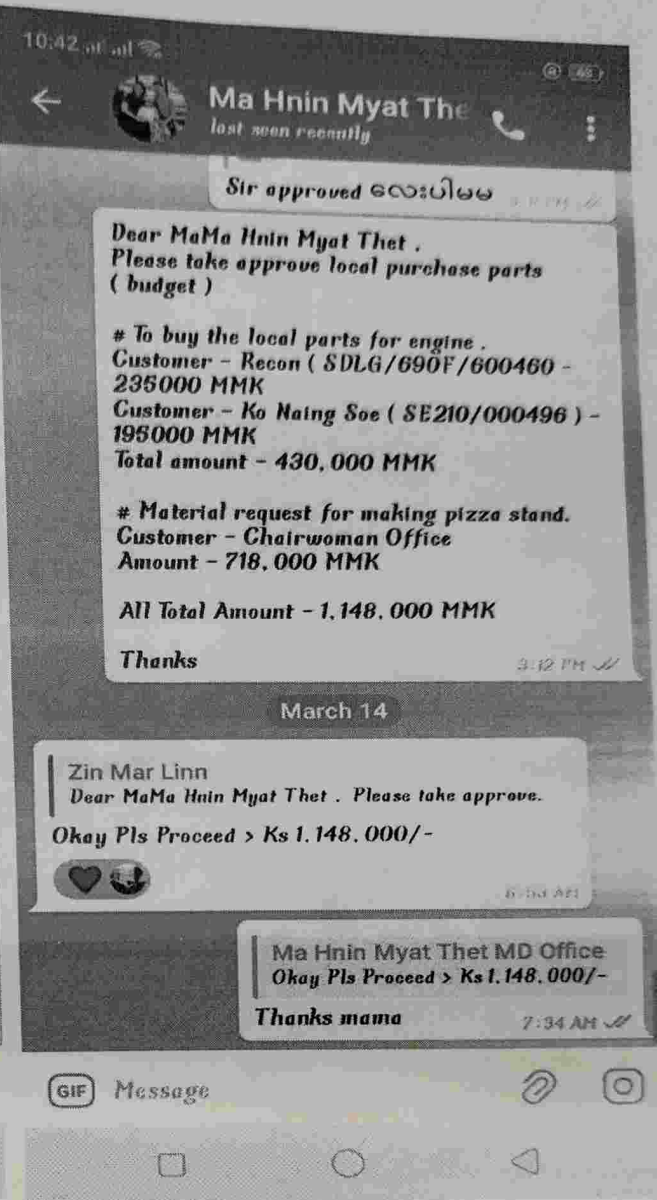 10:42
Ma Hnin Myat The
last seen recently
Sir approved လေးပါမမ
Dear MaMa Hnin Myat Thet .
Please take approve local purchase parts
( budget )
# To buy the local parts for engine .
Customer - Recon ( SDLG/690F/600460 -
235000 MMK
Customer - Ko Naing Soe ( SE210/000496 ) -
195000 MMK
Total amount - 430,000 MMK
# Material request for making pizza stand.
Customer - Chairwoman Office
Amount - 718,000 MMK
All Total Amount - 1,148,000 MMK
Thanks
3:12 PM
March 14
Zin Mar Linn
Dear MaMa Hnin Myat Thet . Please take approve.
Okay Pls Proceed > Ks 1,148,000/-
Ma Hnin Myat Thet MD Office
Okay Pls Proceed > Ks 1,148,000/-
Thanks mama
7:34 AM
GIF Message